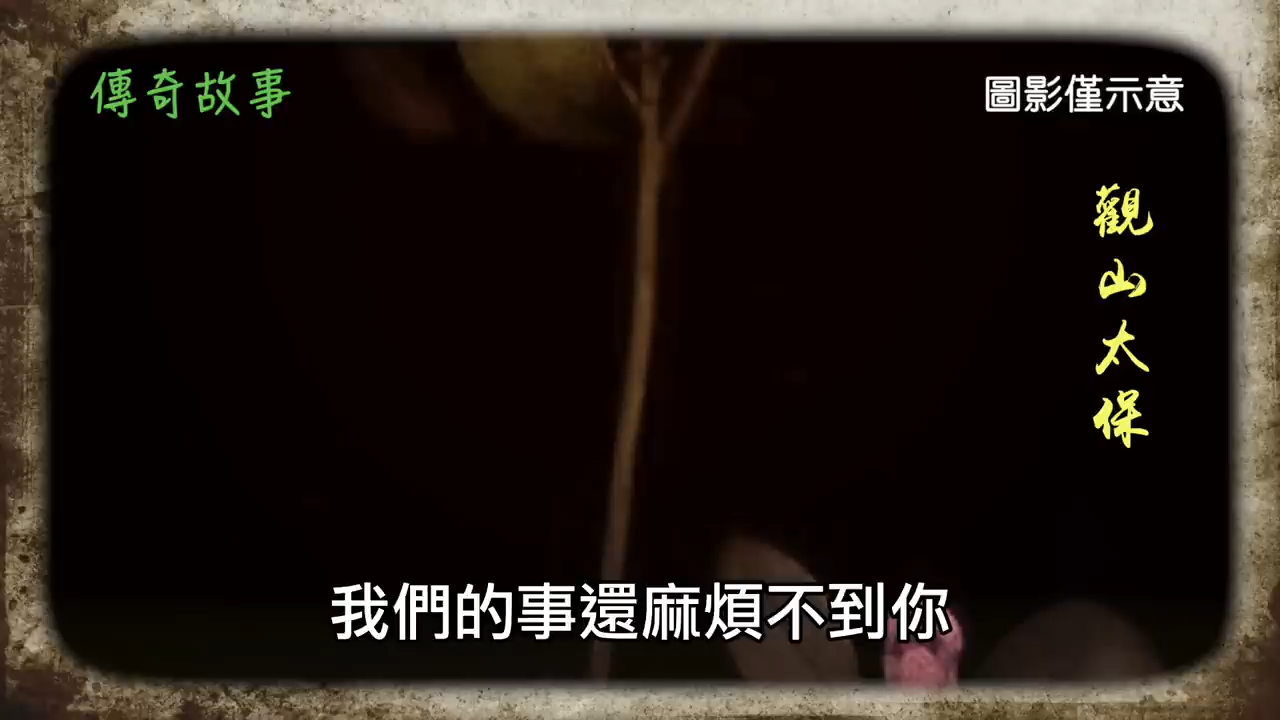 傳奇故事
圖影僅示意
觀山太保
我們的事還麻煩不到你